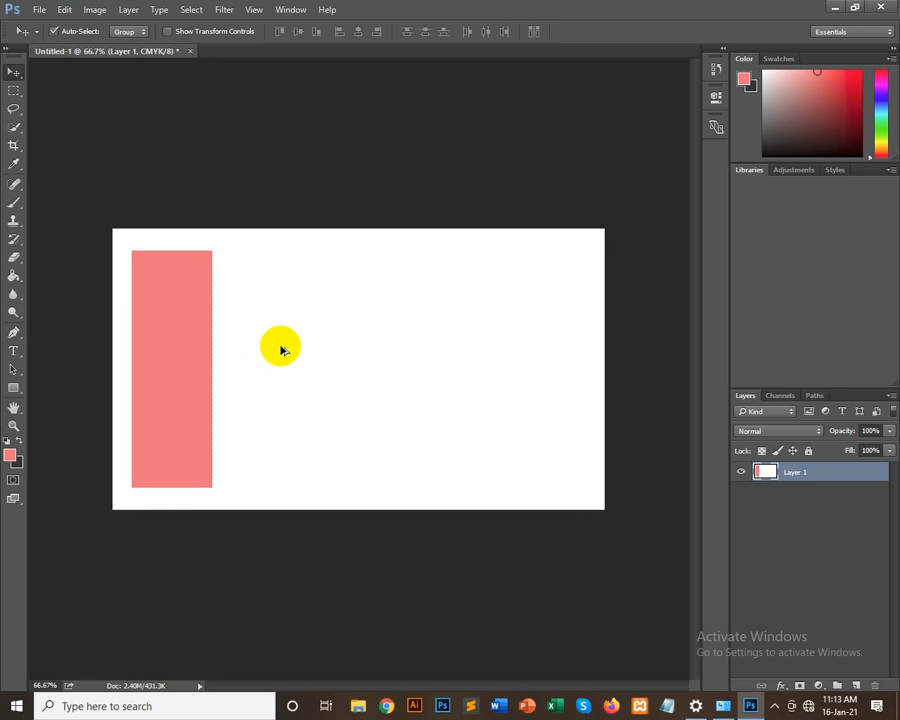 Ps File Edit Image Layer Type Select Filter View Window Help
Auto-Select: Group Show Transform Controls Essentials
Untitled-1 @ 66.7% (Layer 1, CMYK/8) * ×
Color Swatches
Libraries Adjustments Styles
Layers Channels Paths
Kind
Normal Opacity: 100%
Lock: Fill: 100%
Layer 1
Activate Windows
Go to Settings to activate Windows.
66.67% Doc: 2.40M/431.3K
Type here to search
11:13 AM
16-Jan-21